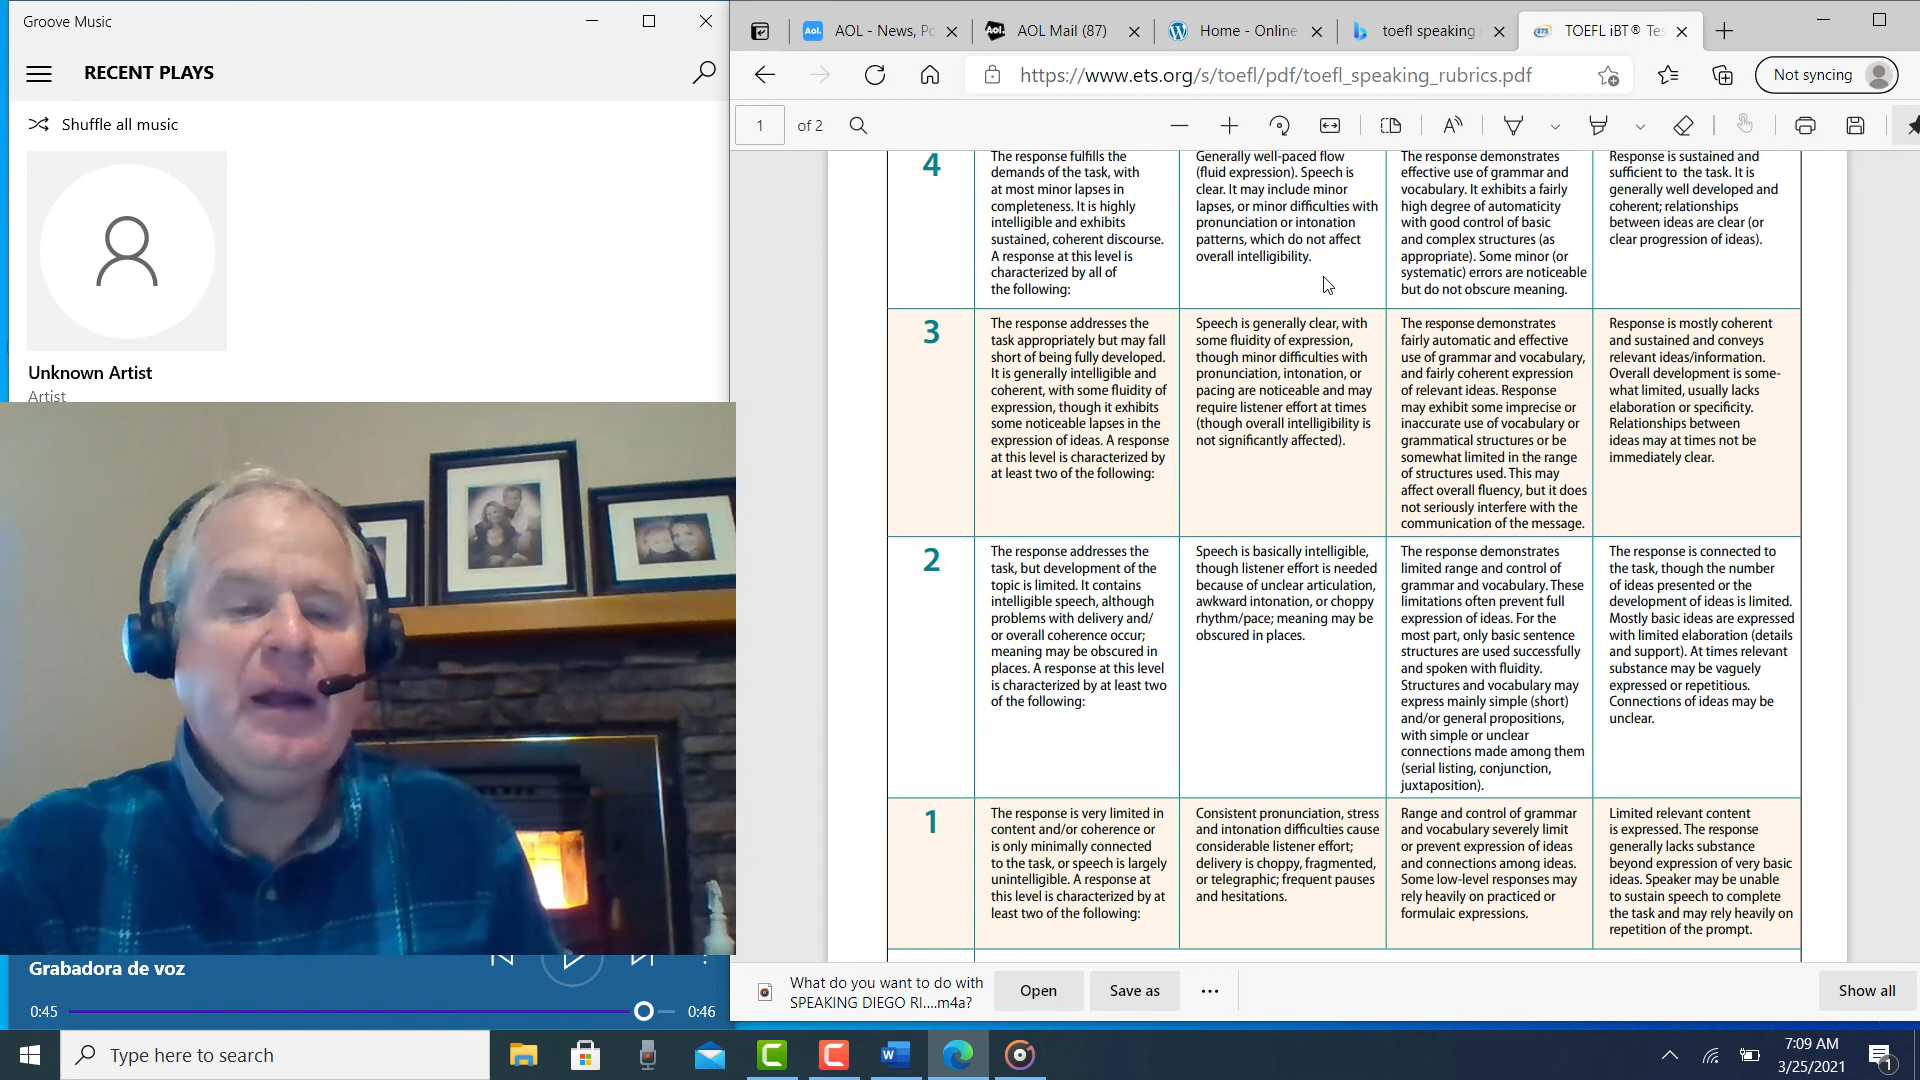 Groove Music
RECENT PLAYS
Shuffle all music
Unknown Artist
Artist
Grabadora de voz
0:45
0:46
AOL - News, Po
AOL Mail (87)
Home - Online
toefl speaking
TOEFL iBT® Tes
https://www.ets.org/s/toefl/pdf/toefl_speaking_rubrics.pdf
Not syncing
1
of 2
4
The response fulfills the
demands of the task, with
at most minor lapses in
completeness. It is highly
intelligible and exhibits
sustained, coherent discourse.
A response at this level is
characterized by all of
the following:
Generally well-paced flow
(fluid expression). Speech is
clear. It may include minor
lapses, or minor difficulties with
pronunciation or intonation
patterns, which do not affect
overall intelligibility.
The response demonstrates
effective use of grammar and
vocabulary. It exhibits a fairly
high degree of automaticity
with good control of basic
and complex structures (as
appropriate). Some minor (or
systematic) errors are noticeable
but do not obscure meaning.
Response is sustained and
sufficient to the task. It is
generally well developed and
coherent; relationships
between ideas are clear (or
clear progression of ideas).
3
The response addresses the
task appropriately but may fall
short of being fully developed.
It is generally intelligible and
coherent, with some fluidity of
expression, though it exhibits
some noticeable lapses in the
expression of ideas. A response
at this level is characterized by
at least two of the following:
Speech is generally clear, with
some fluidity of expression,
though minor difficulties with
pronunciation, intonation, or
pacing are noticeable and may
require listener effort at times
(though overall intelligibility is
not significantly affected).
The response demonstrates
fairly automatic and effective
use of grammar and vocabulary,
and fairly coherent expression
of relevant ideas. Response
may exhibit some imprecise or
inaccurate use of vocabulary or
grammatical structures or be
somewhat limited in the range
of structures used. This may
affect overall fluency, but it does
not seriously interfere with the
communication of the message.
Response is mostly coherent
and sustained and conveys
relevant ideas/information.
Overall development is some-
what limited, usually lacks
elaboration or specificity.
Relationships between
ideas may at times not be
immediately clear.
2
The response addresses the
task, but development of the
topic is limited. It contains
intelligible speech, although
problems with delivery and/
or overall coherence occur;
meaning may be obscured in
places. A response at this level
is characterized by at least two
of the following:
Speech is basically intelligible,
though listener effort is needed
because of unclear articulation,
awkward intonation, or choppy
rhythm/pace; meaning may be
obscured in places.
The response demonstrates
limited range and control of
grammar and vocabulary. These
limitations often prevent full
expression of ideas. For the
most part, only basic sentence
structures are used successfully
and spoken with fluidity.
Structures and vocabulary may
express mainly simple (short)
and/or general propositions,
with simple or unclear
connections made among them
(serial listing, conjunction,
juxtaposition).
The response is connected to
the task, though the number
of ideas presented or the
development of ideas is limited.
Mostly basic ideas are expressed
with limited elaboration (details
and support). At times relevant
substance may be vaguely
expressed or repetitious.
Connections of ideas may be
unclear.
1
The response is very limited in
content and/or coherence or
is only minimally connected
to the task, or speech is largely
unintelligible. A response at
this level is characterized by at
least two of the following:
Consistent pronunciation, stress
and intonation difficulties cause
considerable listener effort;
delivery is choppy, fragmented,
or telegraphic; frequent pauses
and hesitations.
Range and control of grammar
and vocabulary severely limit
or prevent expression of ideas
and connections among ideas.
Some low-level responses may
rely heavily on practiced or
formulaic expressions.
Limited relevant content
is expressed. The response
generally lacks substance
beyond expression of very basic
ideas. Speaker may be unable
to sustain speech to complete
the task and may rely heavily on
repetition of the prompt.
What do you want to do with
SPEAKING DIEGO RI....m4a?
Open
Save as
Show all
Type here to search
7:09 AM
3/25/2021
1